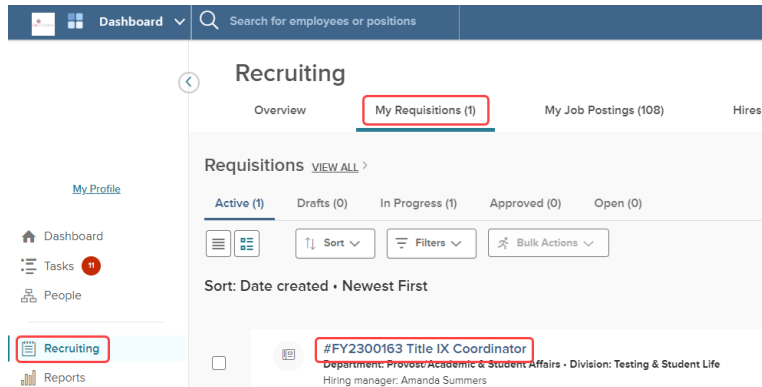 Dashboard Search for employees or positions
Recruiting
Overview My Requisitions (1) My Job Postings (108) Hires
Requisitions VIEW ALL
My Profile
Active (1) Drafts (0) In Progress (1) Approved (0) Open (0)
Dashboard
Sort Filters Bulk Actions
Tasks 11
People
Sort: Date created • Newest First
Recruiting
#FY2300163 Title IX Coordinator
Department: Provost/Academic & Student Affairs • Division: Testing & Student Life
Reports
Hiring manager: Amanda Summers